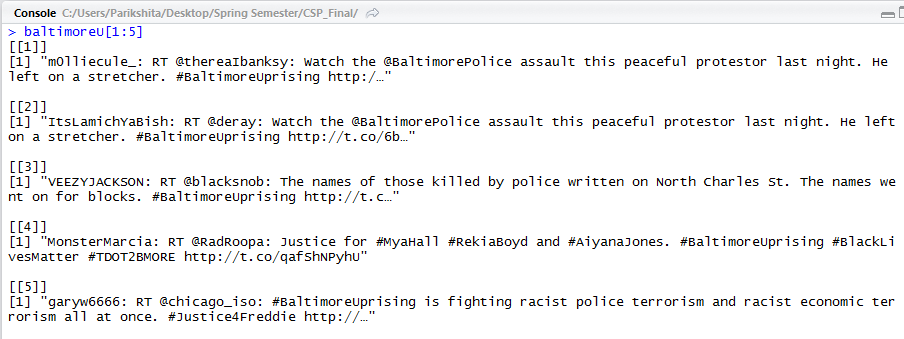 Console C:/Users/Parikshita/Desktop/Spring Semester/CSP_Final/
> baltimoreU[1:5]
[[1]]
[1] "m0lliecule_: RT @thereaIbanksy: Watch the @BaltimorePolice assault this peaceful protestor last night. He
left on a stretcher. #BaltimoreUprising http:/…"
[[2]]
[1] "ItsLamichYaBish: RT @deray: Watch the @BaltimorePolice assault this peaceful protestor last night. He left
on a stretcher. #BaltimoreUprising http://t.co/6b…"
[[3]]
[1] "VEEZYJACKSON: RT @blacksnob: The names of those killed by police written on North Charles St. The names we
nt on for blocks. #BaltimoreUprising http://t.c…"
[[4]]
[1] "MonsterMarcia: RT @RadRoopa: Justice for #MyaHall #RekiaBoyd and #AiyanaJones. #BaltimoreUprising #BlackLi
vesMatter #TDOT2BMORE http://t.co/qafShNPyhU"
[[5]]
[1] "garyw6666: RT @chicago_iso: #BaltimoreUprising is fighting racist police terrorism and racist economic ter
rorism all at once. #Justice4Freddie http://…"